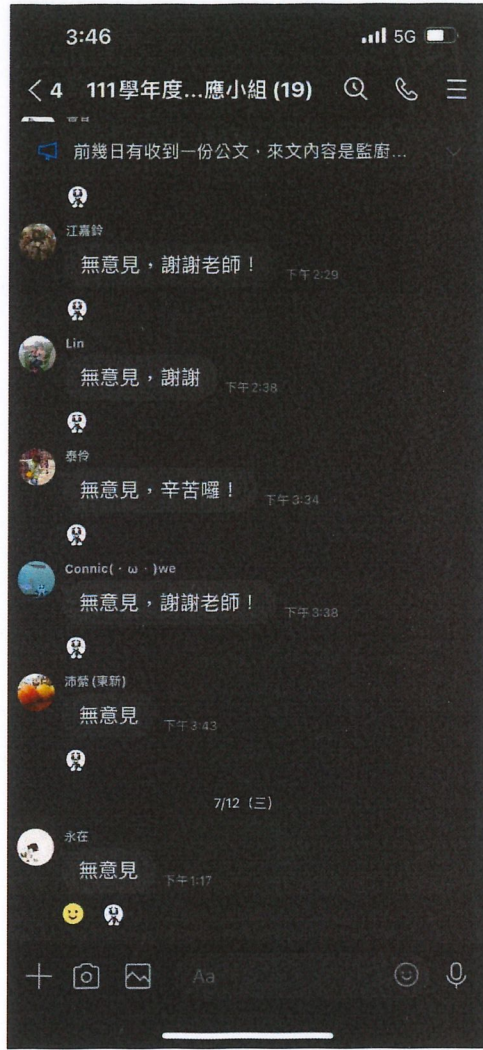 3:46
5G
4 111學年度...應小組 (19)
前幾日有收到一份公文,來文內容是監廚...
江嘉鈴
無意見,謝謝老師!
下午2:29
Lin
無意見,謝謝
下午2:38
泰伶
無意見,辛苦囉!
下午3:34
Connic(・ω・)we
無意見,謝謝老師!
下午3:38
沛縈(東新)
無意見
下午3:43
7/12 (三)
永在
無意見
下午1:17
Aa